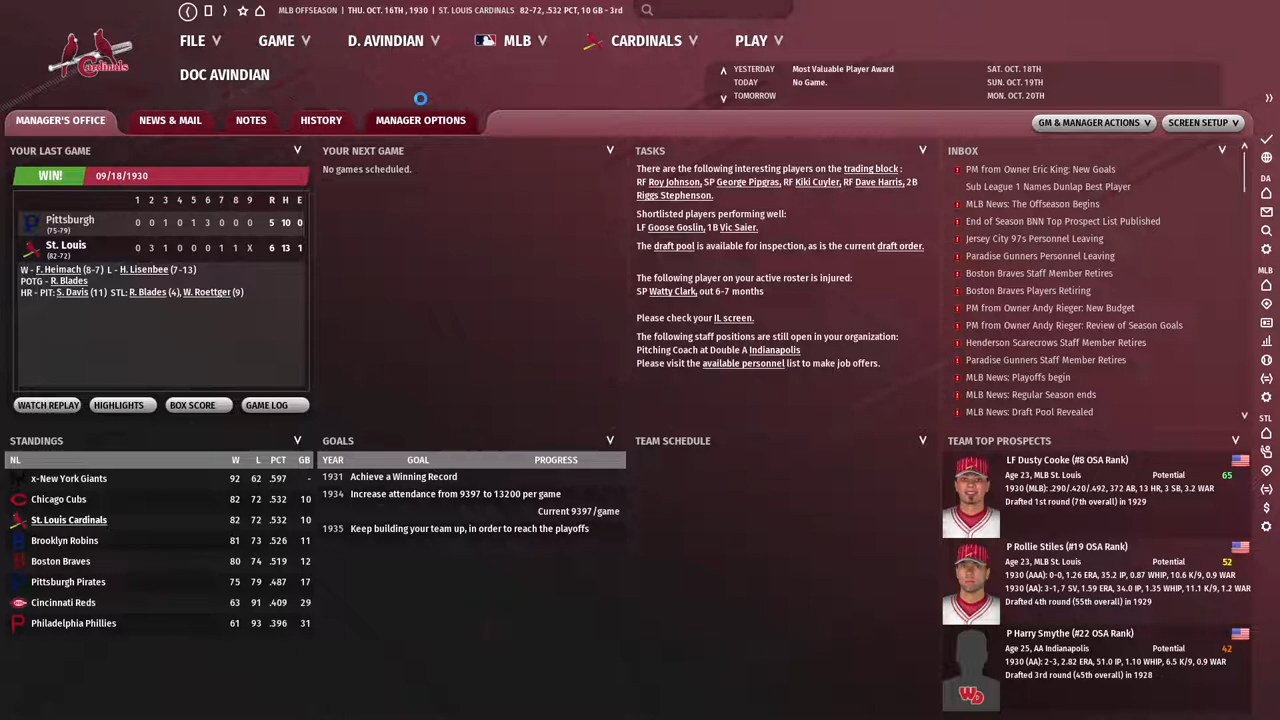 MLB OFFSEASON | THU. OCT. 16TH, 1930 | ST. LOUIS CARDINALS 82-72, .532 PCT, 10 GB - 3rd
FILE GAME D. AVINDIAN MLB CARDINALS PLAY
Cardinals
DOC AVINDIAN
YESTERDAY Most Valuable Player Award SAT. OCT. 18TH
TODAY No Game. SUN. OCT. 19TH
TOMORROW MON. OCT. 20TH
MANAGER'S OFFICE NEWS & MAIL NOTES HISTORY MANAGER OPTIONS GM & MANAGER ACTIONS SCREEN SETUP
YOUR LAST GAME
WIN! 09/18/1930
1 2 3 4 5 6 7 8 9 R H E
Pittsburgh 0 0 1 0 1 3 0 0 0 5 10 0
(75-79)
St. Louis 0 3 1 0 0 0 1 1 X 6 13 1
(82-72)
W - F. Heimach (8-7) L - H. Lisenbee (7-13)
POTG - R. Blades
HR - PIT: S. Davis (11) STL: R. Blades (4), W. Roettger (9)
WATCH REPLAY HIGHLIGHTS BOX SCORE GAME LOG
YOUR NEXT GAME
No games scheduled.
TASKS
There are the following interesting players on the trading block:
RF Roy Johnson, SP George Pipgras, RF Kiki Cuyler, RF Dave Harris, 2B
Riggs Stephenson.
Shortlisted players performing well:
LF Goose Goslin, 1B Vic Saier.
The draft pool is available for inspection, as is the current draft order.
The following player on your active roster is injured:
SP Watty Clark, out 6-7 months
Please check your IL screen.
The following staff positions are still open in your organization:
Pitching Coach at Double A Indianapolis
Please visit the available personnel list to make job offers.
INBOX
PM from Owner Eric King: New Goals
Sub League 1 Names Dunlap Best Player
MLB News: The Offseason Begins
End of Season BNN Top Prospect List Published
Jersey City 97s Personnel Leaving
Paradise Gunners Personnel Leaving
Boston Braves Staff Member Retires
Boston Braves Players Retiring
PM from Owner Andy Rieger: New Budget
PM from Owner Andy Rieger: Review of Season Goals
Henderson Scarecrows Staff Member Retires
Paradise Gunners Staff Member Retires
MLB News: Playoffs begin
MLB News: Regular Season ends
MLB News: Draft Pool Revealed
DA
MLB
STL
STANDINGS
NL W L PCT GB
x-New York Giants 92 62 .597 -
Chicago Cubs 82 72 .532 10
St. Louis Cardinals 82 72 .532 10
Brooklyn Robins 81 73 .526 11
Boston Braves 80 74 .519 12
Pittsburgh Pirates 75 79 .487 17
Cincinnati Reds 63 91 .409 29
Philadelphia Phillies 61 93 .396 31
GOALS
YEAR GOAL PROGRESS
1931 Achieve a Winning Record
1934 Increase attendance from 9397 to 13200 per game
Current 9397/game
1935 Keep building your team up, in order to reach the playoffs
TEAM SCHEDULE
TEAM TOP PROSPECTS
LF Dusty Cooke (#8 OSA Rank)
Age 23, MLB St. Louis Potential 65
1930 (MLB): .290/.420/.492, 372 AB, 13 HR, 3 SB, 3.2 WAR
Drafted 1st round (7th overall) in 1929
P Rollie Stiles (#19 OSA Rank)
Age 23, MLB St. Louis Potential 52
1930 (AAA): 0-0, 1.26 ERA, 35.2 IP, 0.87 WHIP, 10.6 K/9, 0.9 WAR
1930 (AAA): 3-1, 7 SV, 1.59 ERA, 34.0 IP, 1.35 WHIP, 11.1 K/9, 1.2 WAR
Drafted 4th round (55th overall) in 1929
P Harry Smythe (#22 OSA Rank)
Age 25, AA Indianapolis Potential 42
1930 (AA): 2-3, 2.82 ERA, 51.0 IP, 1.10 WHIP, 6.5 K/9, 0.9 WAR
Drafted 3rd round (45th overall) in 1928